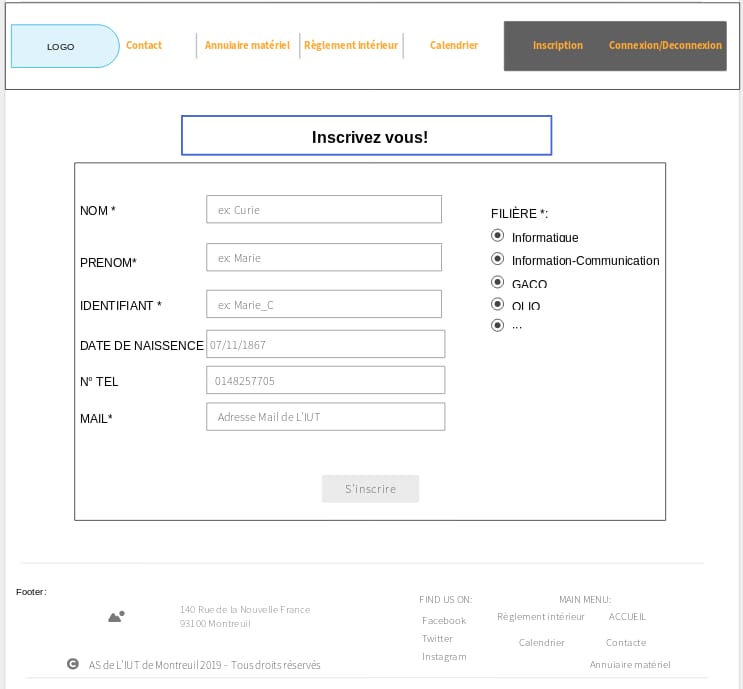 LOGO
Contact
Annulaire matériel
Règlement intérieur
Calendrier
Inscription
Connexion/Deconnexion
Inscrivez vous!
NOM *
ex: Curie
PRENOM*
ex: Marie
IDENTIFIANT *
ex: Marie_C
DATE DE NAISSENCE
07/11/1867
N° TEL
0148257705
MAIL*
Adresse Mail de L'IUT
FILIÈRE *:
Informatique
Information-Communication
GACO
QLIO
...
S'inscrire
Footer:
140 Rue de la Nouvelle France
93100 Montreuil
FIND US ON:
Facebook
Twitter
Instagram
MAIN MENU:
Règlement intérieur
ACCUEIL
Calendrier
Contacte
Annuiaire matériel
AS de L'IUT de Montreuil 2019 - Tous droits réservés